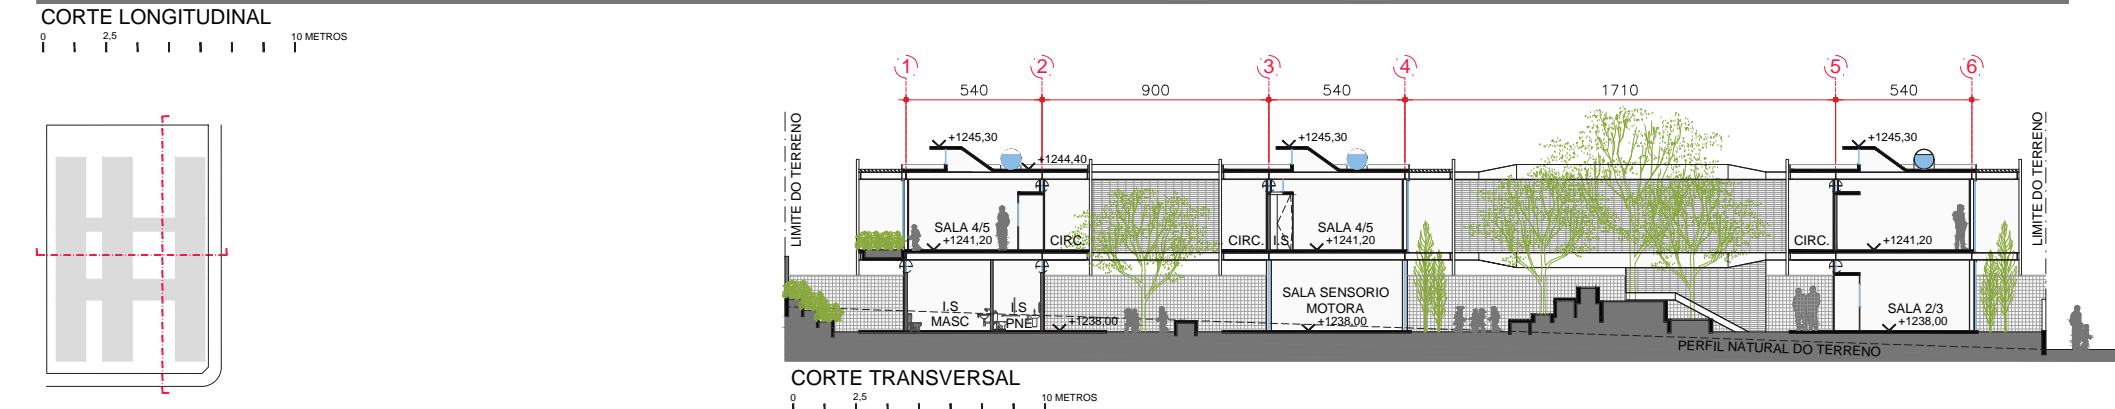 CORTE LONGITUDINAL
0 2,5 10 METROS
1 2 3 4 5 6
540 900 540 1710 540
LIMITE DO TERRENO
+1245,30
+1244,40
+1245,30
+1245,30
LIMITE DO TERRENO
SALA 4/5
+1241,20
CIRC.
CIRC.
I.S
SALA 4/5
+1241,20
CIRC.
+1241,20
I.S
MASC
I.S
PNE
+1238,00
SALA SENSORIO
MOTORA
+1238,00
SALA 2/3
+1238,00
PERFIL NATURAL DO TERRENO
CORTE TRANSVERSAL
0 2,5 10 METROS